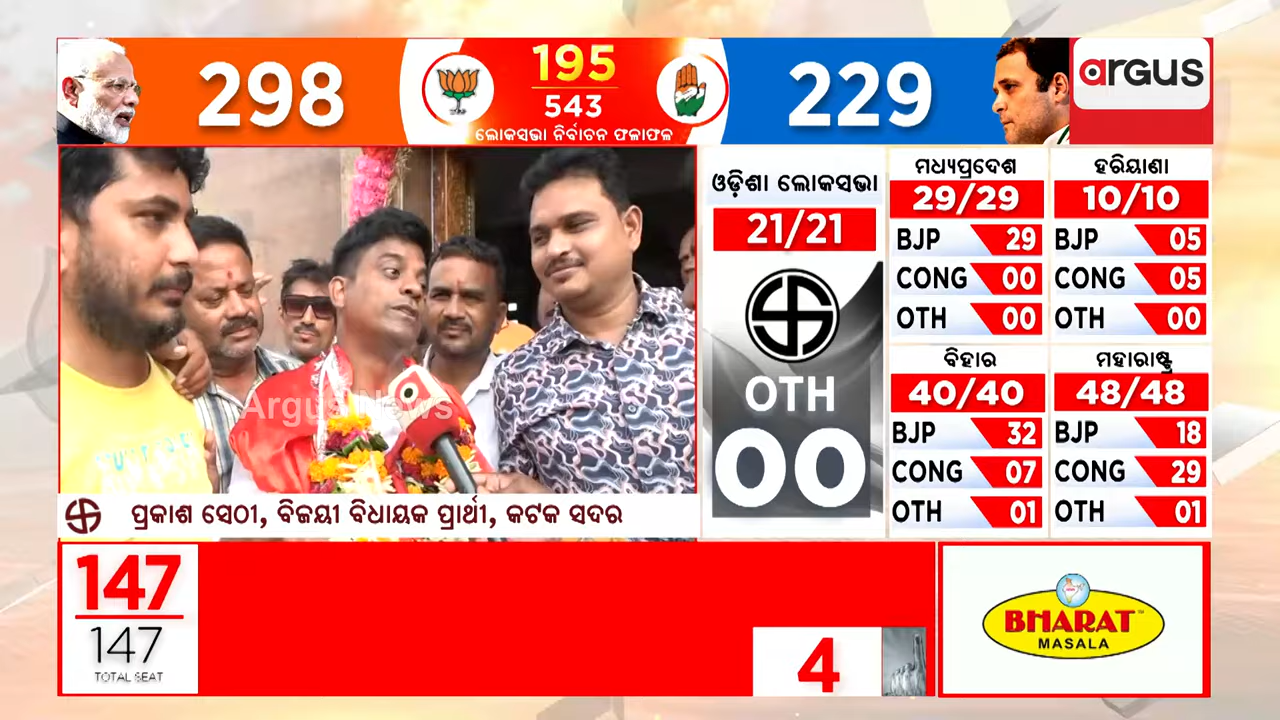 298
195
543
ଲୋକସଭା ନିର୍ବାଚନ ଫଳାଫଳ
229
argus
Argus News
ପ୍ରକାଶ ସେଠୀ, ବିଜୟୀ ବିଧାୟକ ପ୍ରାର୍ଥୀ, କଟକ ସଦର
ଓଡ଼ିଶା ଲୋକସଭା
21/21
OTH
00
ମଧ୍ୟପ୍ରଦେଶ
29/29
BJP 29
CONG 00
OTH 00
ହରିୟାଣା
10/10
BJP 05
CONG 05
OTH 00
ବିହାର
40/40
BJP 32
CONG 07
OTH 01
ମହାରାଷ୍ଟ୍ର
48/48
BJP 18
CONG 29
OTH 01
147
147
TOTAL SEAT
4
BHARAT™
MASALA